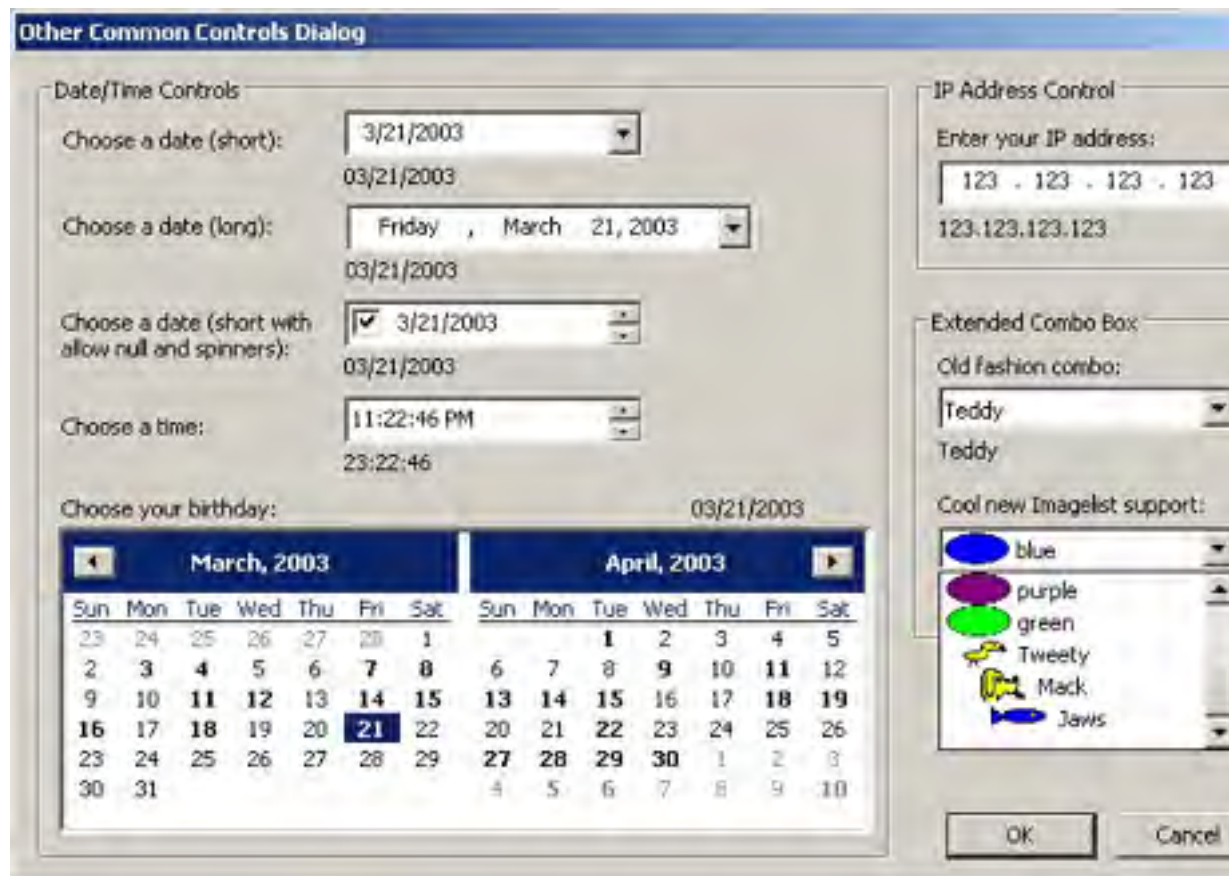 Other Common Controls Dialog
Date/Time Controls
Choose a date (short):
3/21/2003
03/21/2003
Choose a date (long):
Friday , March 21, 2003
03/21/2003
Choose a date (short with
allow null and spinners):
3/21/2003
03/21/2003
Choose a time:
11:22:46 PM
23:22:46
Choose your birthday:
03/21/2003
March, 2003
Sun Mon Tue Wed Thu Fri Sat
23 24 25 26 27 28 1
2 3 4 5 6 7 8
9 10 11 12 13 14 15
16 17 18 19 20 21 22
23 24 25 26 27 28 29
30 31
April, 2003
Sun Mon Tue Wed Thu Fri Sat
1 2 3 4 5
6 7 8 9 10 11 12
13 14 15 16 17 18 19
20 21 22 23 24 25 26
27 28 29 30 1 2 3
4 5 6 7 8 9 10
IP Address Control
Enter your IP address:
123 . 123 . 123 . 123
123.123.123.123
Extended Combo Box
Old fashion combo:
Teddy
Teddy
Cool new Imagelist support:
blue
purple
green
Tweety
Mack
Jaws
OK
Cancel